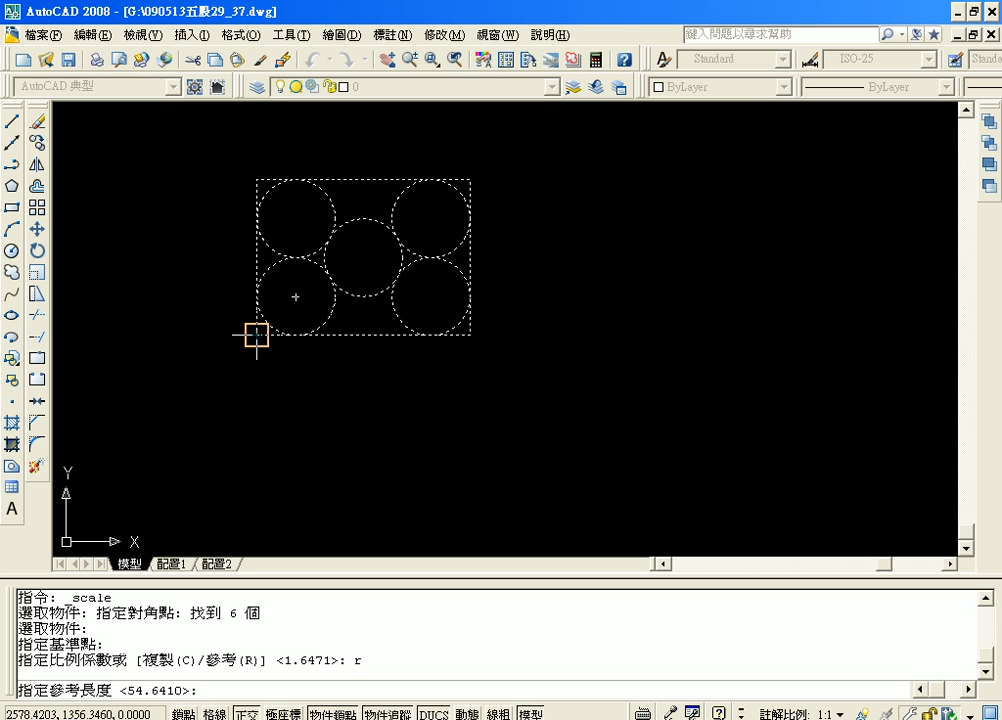 AutoCAD 2008 - [G:\090513五股29_37.dwg]
檔案(F) 編輯(E) 檢視(V) 插入(I) 格式(O) 工具(T) 繪圖(D) 標註(N) 修改(M) 視窗(W) 說明(H) 鍵入問題以尋求幫助
Standard ISO-25 Standa
AutoCAD 典型 0 ByLayer ByLayer
A
Y
X
模型 配置1 配置2
指令: _scale
選取物件: 指定對角點: 找到 6 個
選取物件:
指定基準點:
指定比例係數或 [複製(C)/參考(R)] <1.6471>: r
指定參考長度 <54.6410>:
2578.4203, 1356.3460, 0.0000 鎖點 格線 正交 極座標 物件鎖點 物件追蹤 DUCS 動態 線粗 模型 註解比例: 1:1